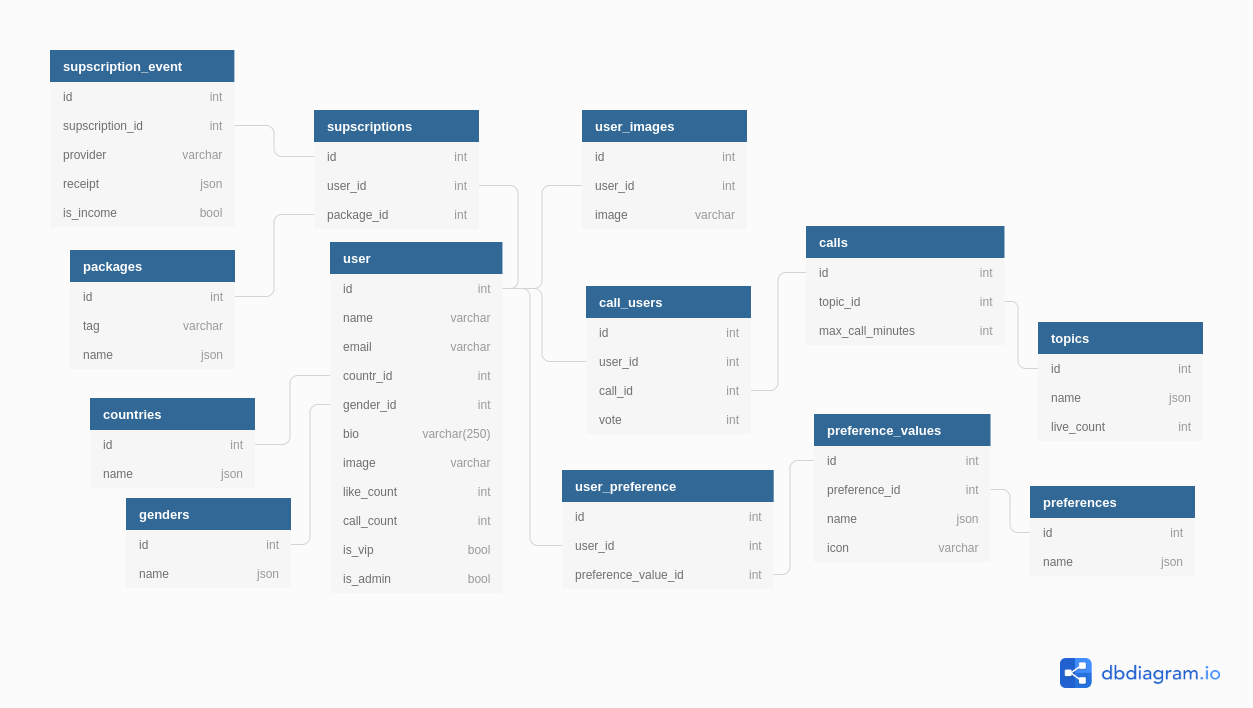 supscription_event
id int
supscription_id int
provider varchar
receipt json
is_income bool
supscriptions
id int
user_id int
package_id int
user_images
id int
user_id int
image varchar
packages
id int
tag varchar
name json
user
id int
name varchar
email varchar
countr_id int
gender_id int
bio varchar(250)
image varchar
like_count int
call_count int
is_vip bool
is_admin bool
call_users
id int
user_id int
call_id int
vote int
calls
id int
topic_id int
max_call_minutes int
topics
id int
name json
live_count int
countries
id int
name json
genders
id int
name json
user_preference
id int
user_id int
preference_value_id int
preference_values
id int
preference_id int
name json
icon varchar
preferences
id int
name json
dbdiagram.io